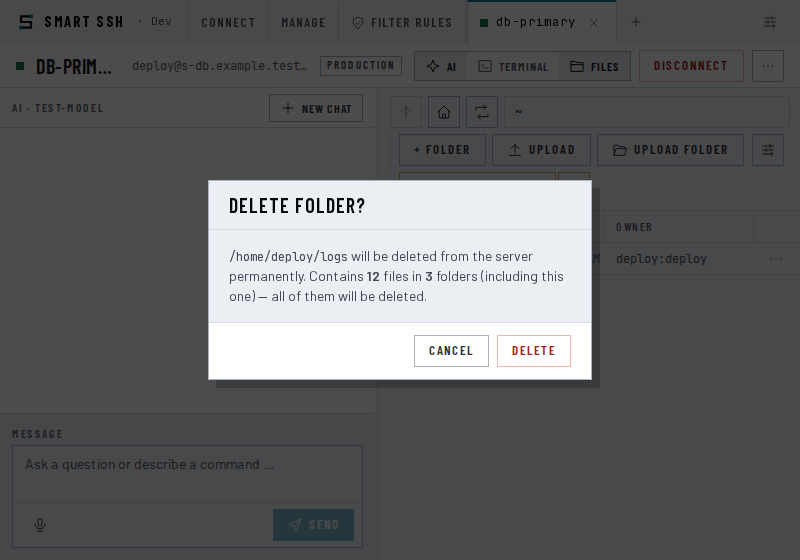 SMART SSH · Dev CONNECT MANAGE FILTER RULES db-primary
DB-PRIM... deploy@s-db.example.test… PRODUCTION AI TERMINAL FILES DISCONNECT
AI · TEST-MODEL NEW CHAT
~
+ FOLDER UPLOAD UPLOAD FOLDER
OWNER
deploy:deploy
DELETE FOLDER?
/home/deploy/logs will be deleted from the server
permanently. Contains 12 files in 3 folders (including this
one) — all of them will be deleted.
CANCEL DELETE
MESSAGE
Ask a question or describe a command ...
SEND